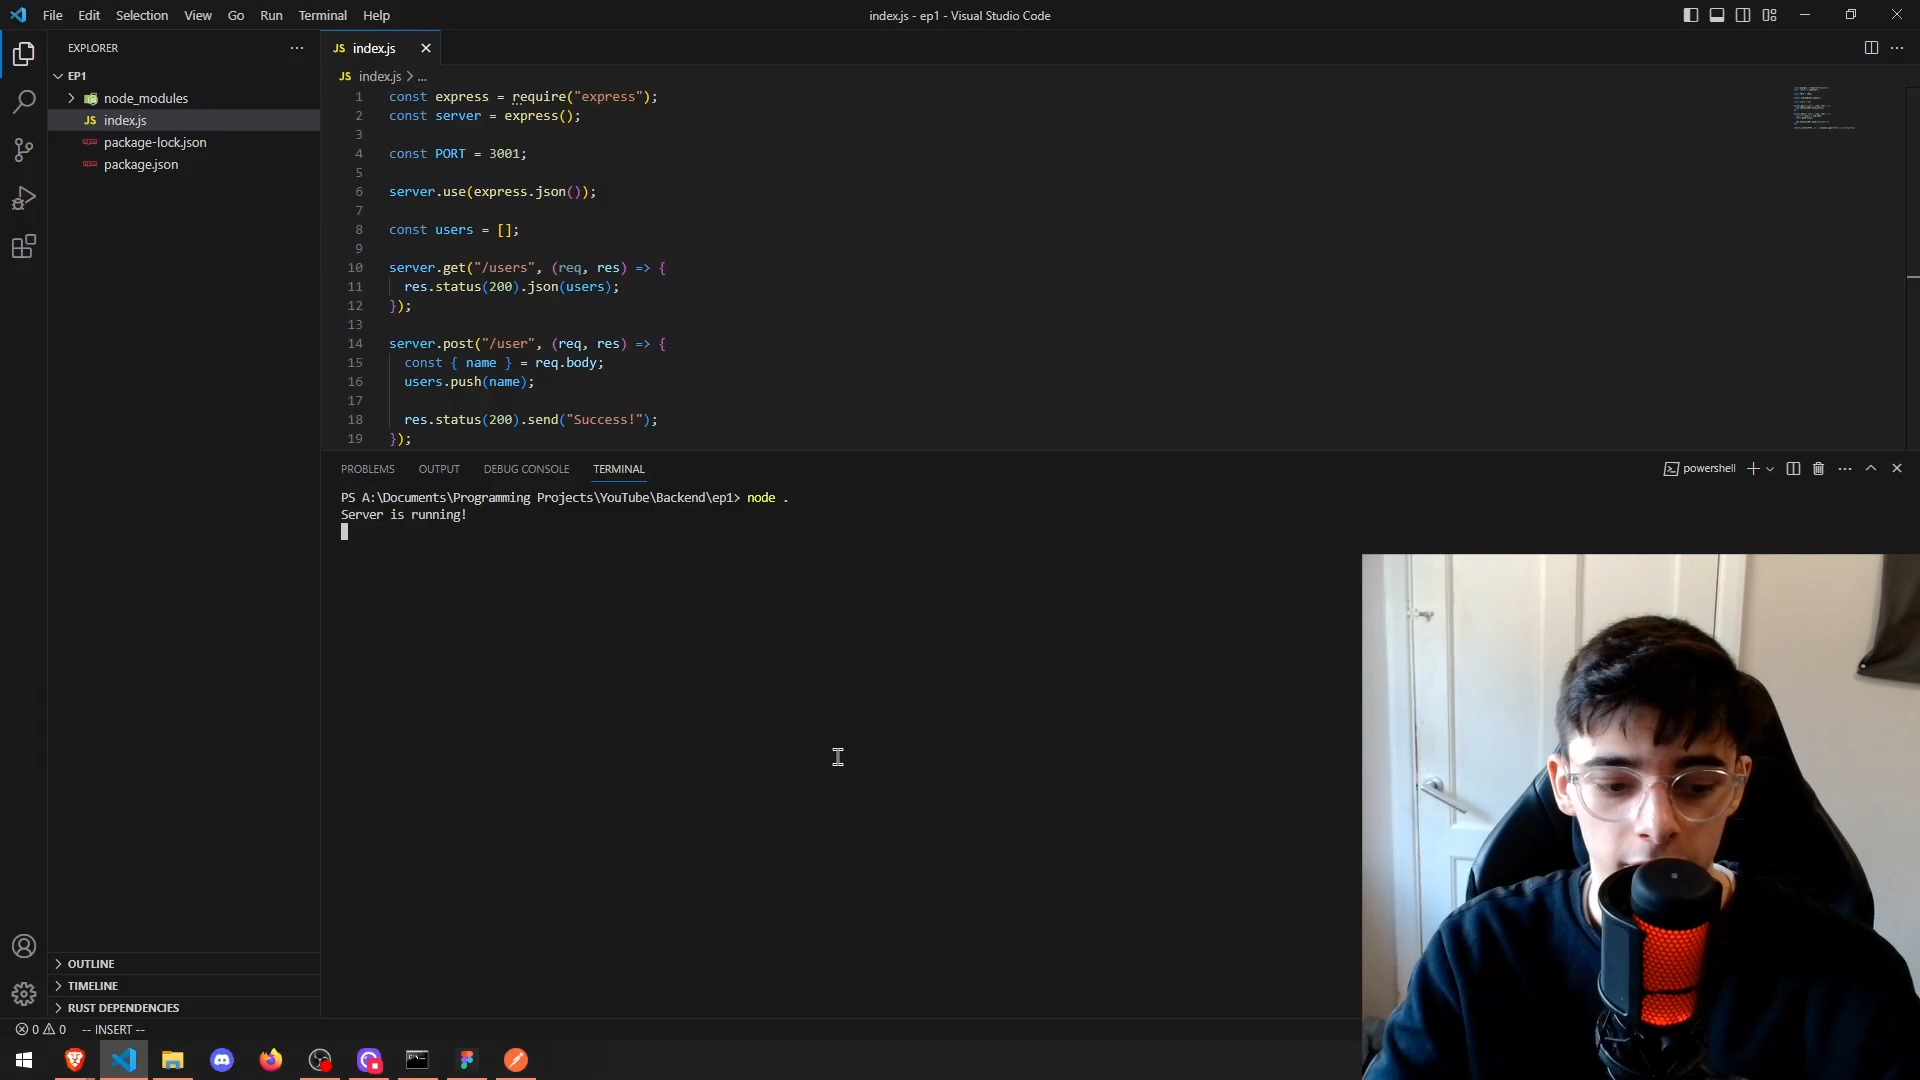 File Edit Selection View Go Run Terminal Help
index.js - ep1 - Visual Studio Code
EXPLORER
EP1
node_modules
JS index.js
package-lock.json
package.json
OUTLINE
TIMELINE
RUST DEPENDENCIES
JS index.js
JS index.js > ...
1 const express = require("express");
2 const server = express();
3
4 const PORT = 3001;
5
6 server.use(express.json());
7
8 const users = [];
9
10 server.get("/users", (req, res) => {
11 res.status(200).json(users);
12 });
13
14 server.post("/user", (req, res) => {
15 const { name } = req.body;
16 users.push(name);
17
18 res.status(200).send("Success!");
19 });
PROBLEMS OUTPUT DEBUG CONSOLE TERMINAL
powershell
PS A:\Documents\Programming Projects\YouTube\Backend\ep1> node .
Server is running!
0 0 -- INSERT --